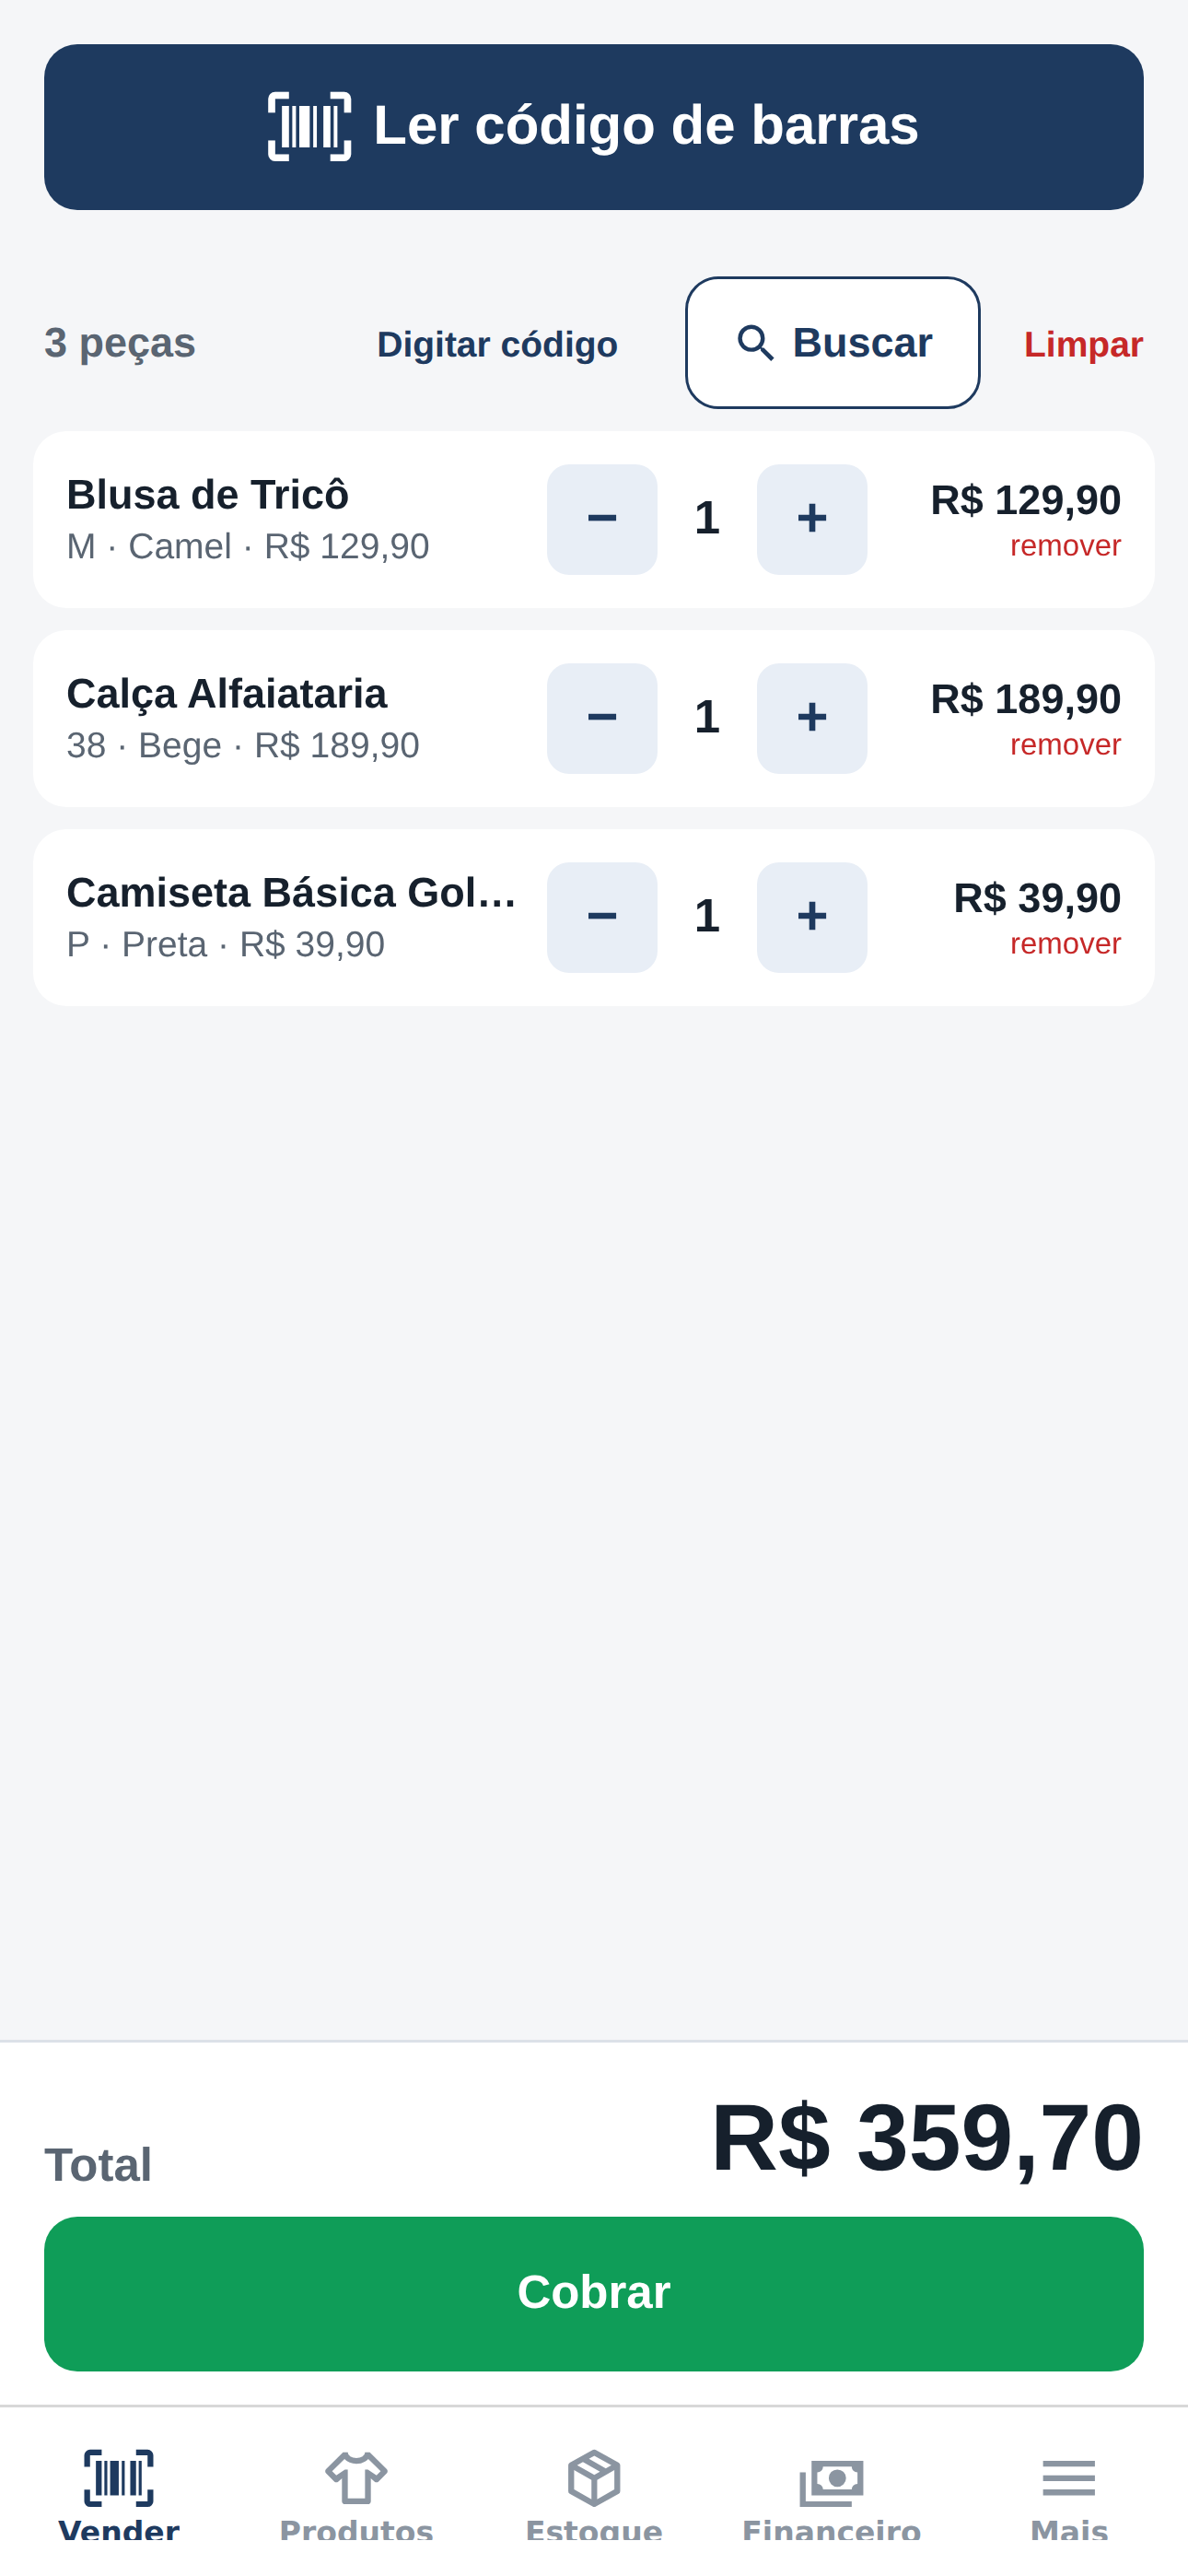 Ler código de barras
3 peças Digitar código Buscar Limpar
Blusa de Tricô
M · Camel · R$ 129,90
− 1 +
R$ 129,90
remover
Calça Alfaiataria
38 · Bege · R$ 189,90
− 1 +
R$ 189,90
remover
Camiseta Básica Gol…
P · Preta · R$ 39,90
− 1 +
R$ 39,90
remover
Total R$ 359,70
Cobrar
Vender Produtos Estoque Financeiro Mais